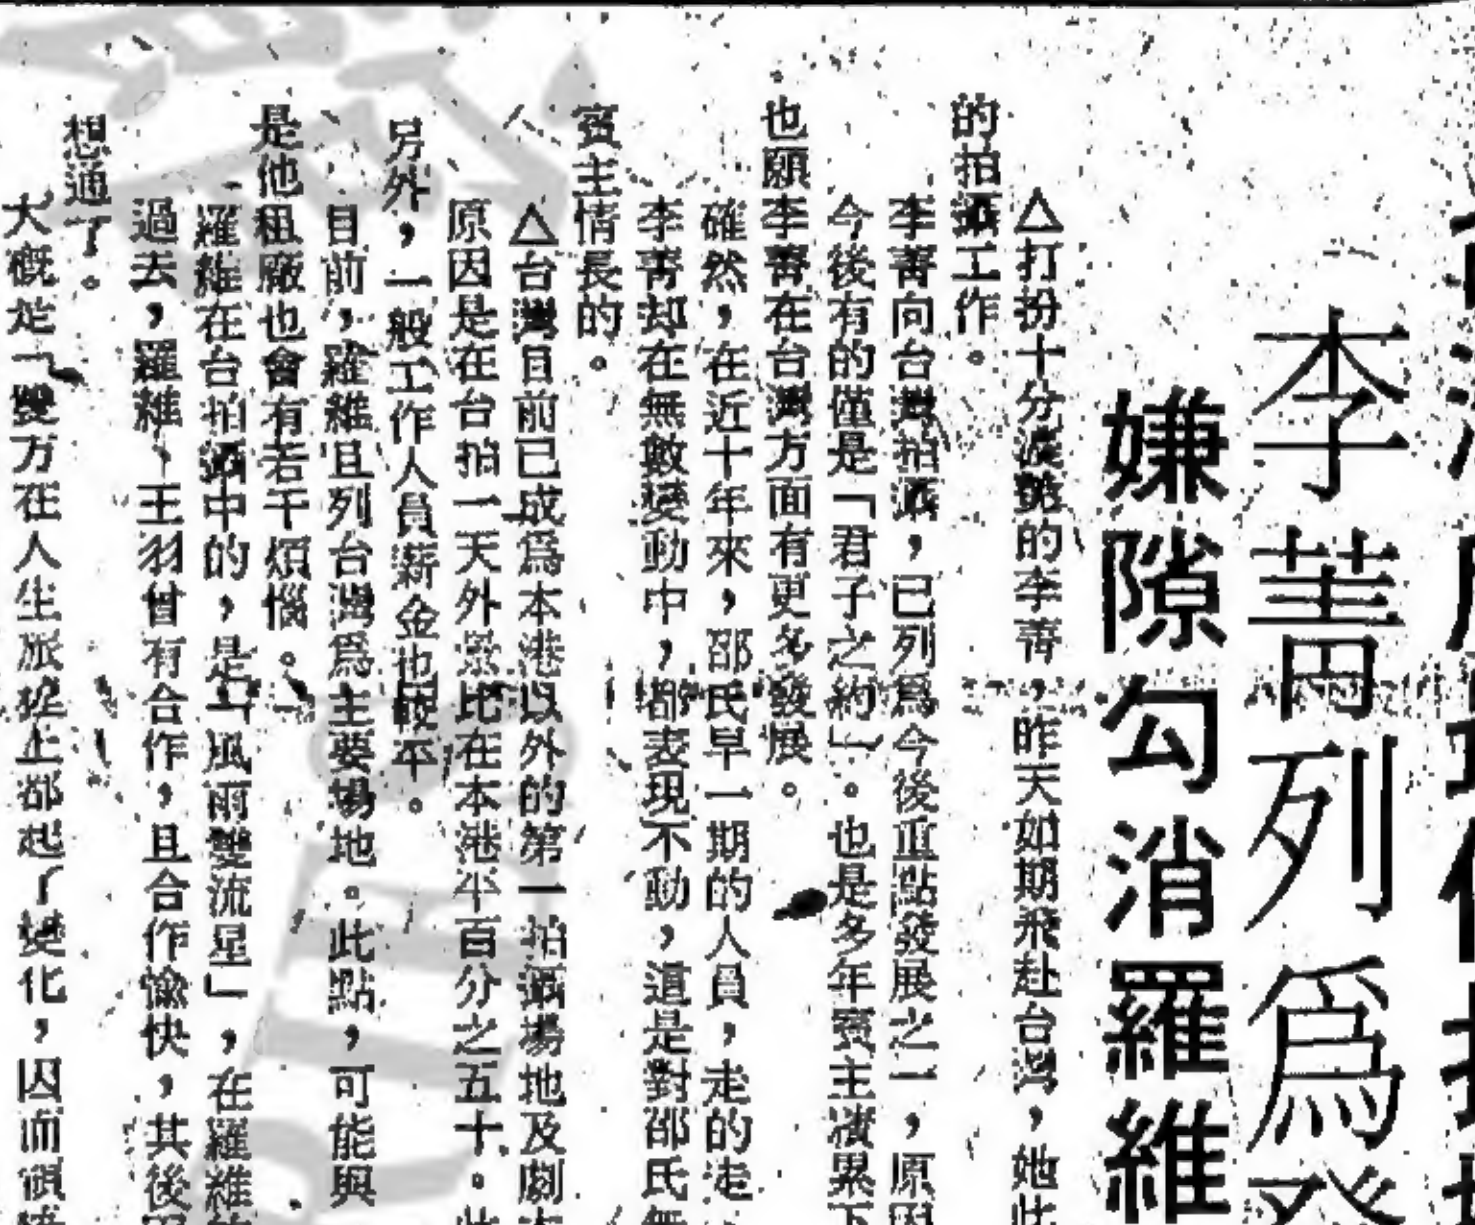 李菁列爲發
嫌隙勾消羅維
△打扮十分淡艷的李菁，昨天如期飛赴台灣，她此
的拍攝工作。
李菁向台灣拍攝，已列爲今後重點發展之一，原因
今後有的僅是「君子之約」。也是多年賓主淒累下
也願李菁在台灣方面有更多發展。
確然，在近十年來，邵氏早一期的人員，走的走
李菁却在無數變動中，都表現不動，這是對邵氏無
賓主情長的。
△台灣目前已成爲本港以外的第一拍攝場地及劇本
原因是在台拍一天外景比在本港平百分之五十。此
另外，一般工作人員薪金也較平。
目前，羅維且列台灣爲主要場地。此點，可能與
是他租廠也會有若干煩惱。
羅維在台拍攝中的，是「風雨雙流星」，在羅維
過去，羅維、王羽曾有合作，且合作愉快，其後
想通了。
大概是「雙方在人生旅途上都起了變化，因而